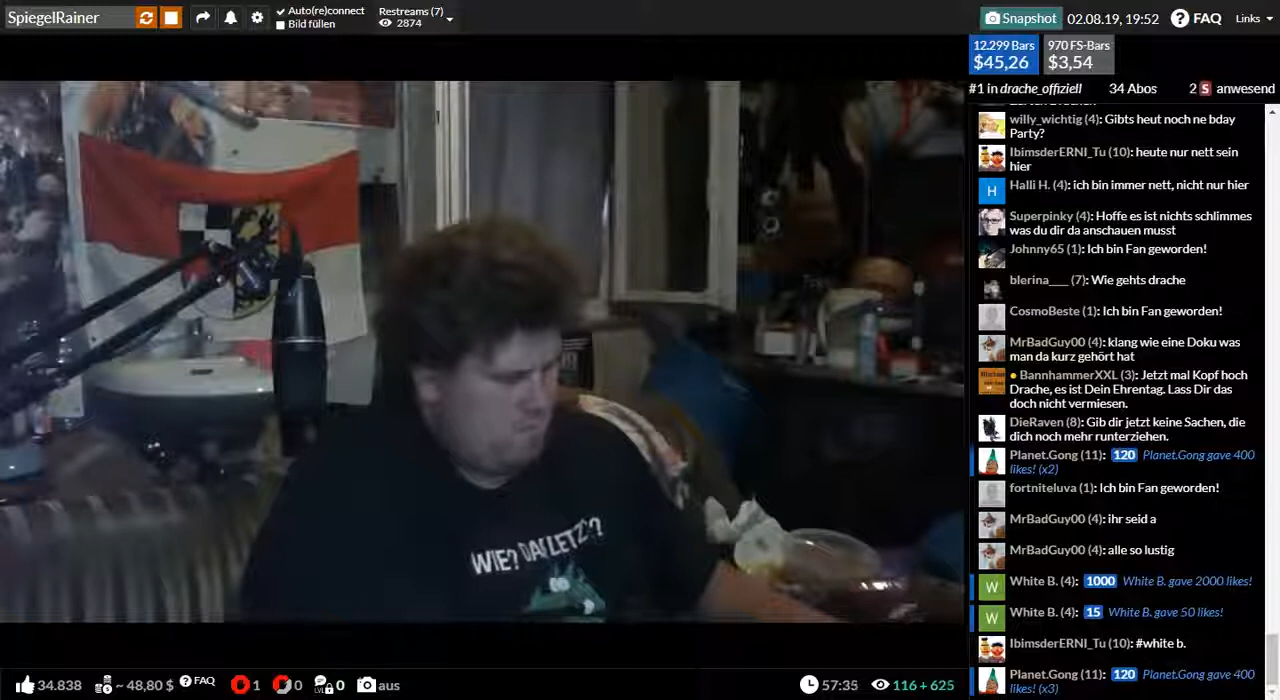 SpiegelRainer
Auto(re)connect
Bild füllen
Restreams (7)
2874
Snapshot
02.08.19, 19:52
FAQ
Links
12.299 Bars
$45,26
970 FS-Bars
$3,54
#1 in drache_offiziell
34 Abos
2 S anwesend
willy_wichtig (4): Gibts heut noch ne bday
Party?
IbimsderERNI_Tu (10): heute nur nett sein
hier
H
Halli H. (4): ich bin immer nett, nicht nur hier
Superpinky (4): Hoffe es ist nichts schlimmes
was du dir da anschauen musst
Johnny65 (1): Ich bin Fan geworden!
blerina___ (7): Wie gehts drache
CosmoBeste (1): Ich bin Fan geworden!
MrBadGuy00 (4): klang wie eine Doku was
man da kurz gehört hat
BannhammerXXL (3): Jetzt mal Kopf hoch
Drache, es ist Dein Ehrentag. Lass Dir das
doch nicht vermiesen.
DieRaven (8): Gib dir jetzt keine Sachen, die
dich noch mehr runterziehen.
Planet.Gong (11): 120 Planet.Gong gave 400
likes! (x2)
fortniteluva (1): Ich bin Fan geworden!
MrBadGuy00 (4): ihr seid a
MrBadGuy00 (4): alle so lustig
W
White B. (4): 1000 White B. gave 2000 likes!
W
White B. (4): 15 White B. gave 50 likes!
IbimsderERNI_Tu (10): #white b.
Planet.Gong (11): 120 Planet.Gong gave 400
likes! (x3)
WIE?
34.838
~ 48,80 $
FAQ
1
0
aus
57:35
116 + 625